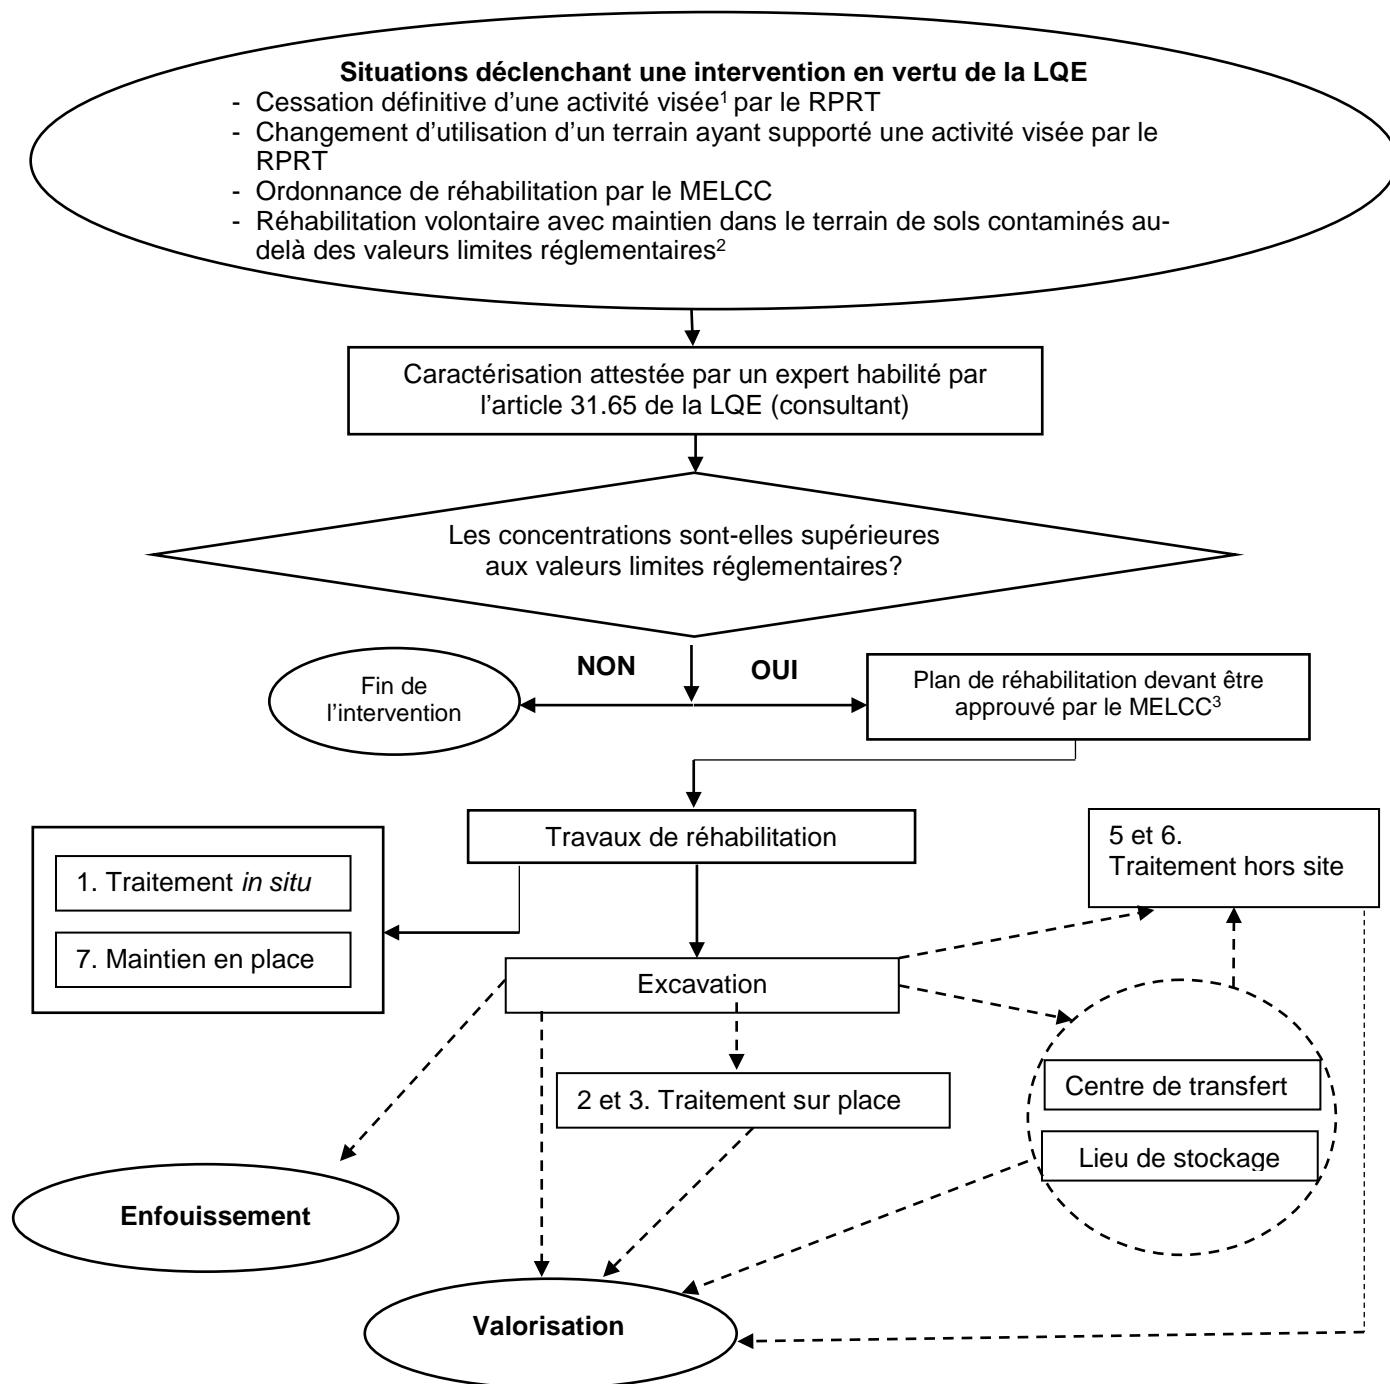 Situations déclenchant une intervention en vertu de la LQE
- Cessation définitive d'une activité visée¹ par le RPRT
- Changement d'utilisation d'un terrain ayant supporté une activité visée par le
RPRT
- Ordonnance de réhabilitation par le MELCC
- Réhabilitation volontaire avec maintien dans le terrain de sols contaminés au-
delà des valeurs limites réglementaires²
Caractérisation attestée par un expert habilité par
l'article 31.65 de la LQE (consultant)
Les concentrations sont-elles supérieures
aux valeurs limites réglementaires?
NON
OUI
Fin de
l'intervention
Plan de réhabilitation devant être
approuvé par le MELCC³
Travaux de réhabilitation
1. Traitement in situ
7. Maintien en place
5 et 6.
Traitement hors site
Excavation
2 et 3. Traitement sur place
Centre de transfert
Lieu de stockage
Enfouissement
Valorisation